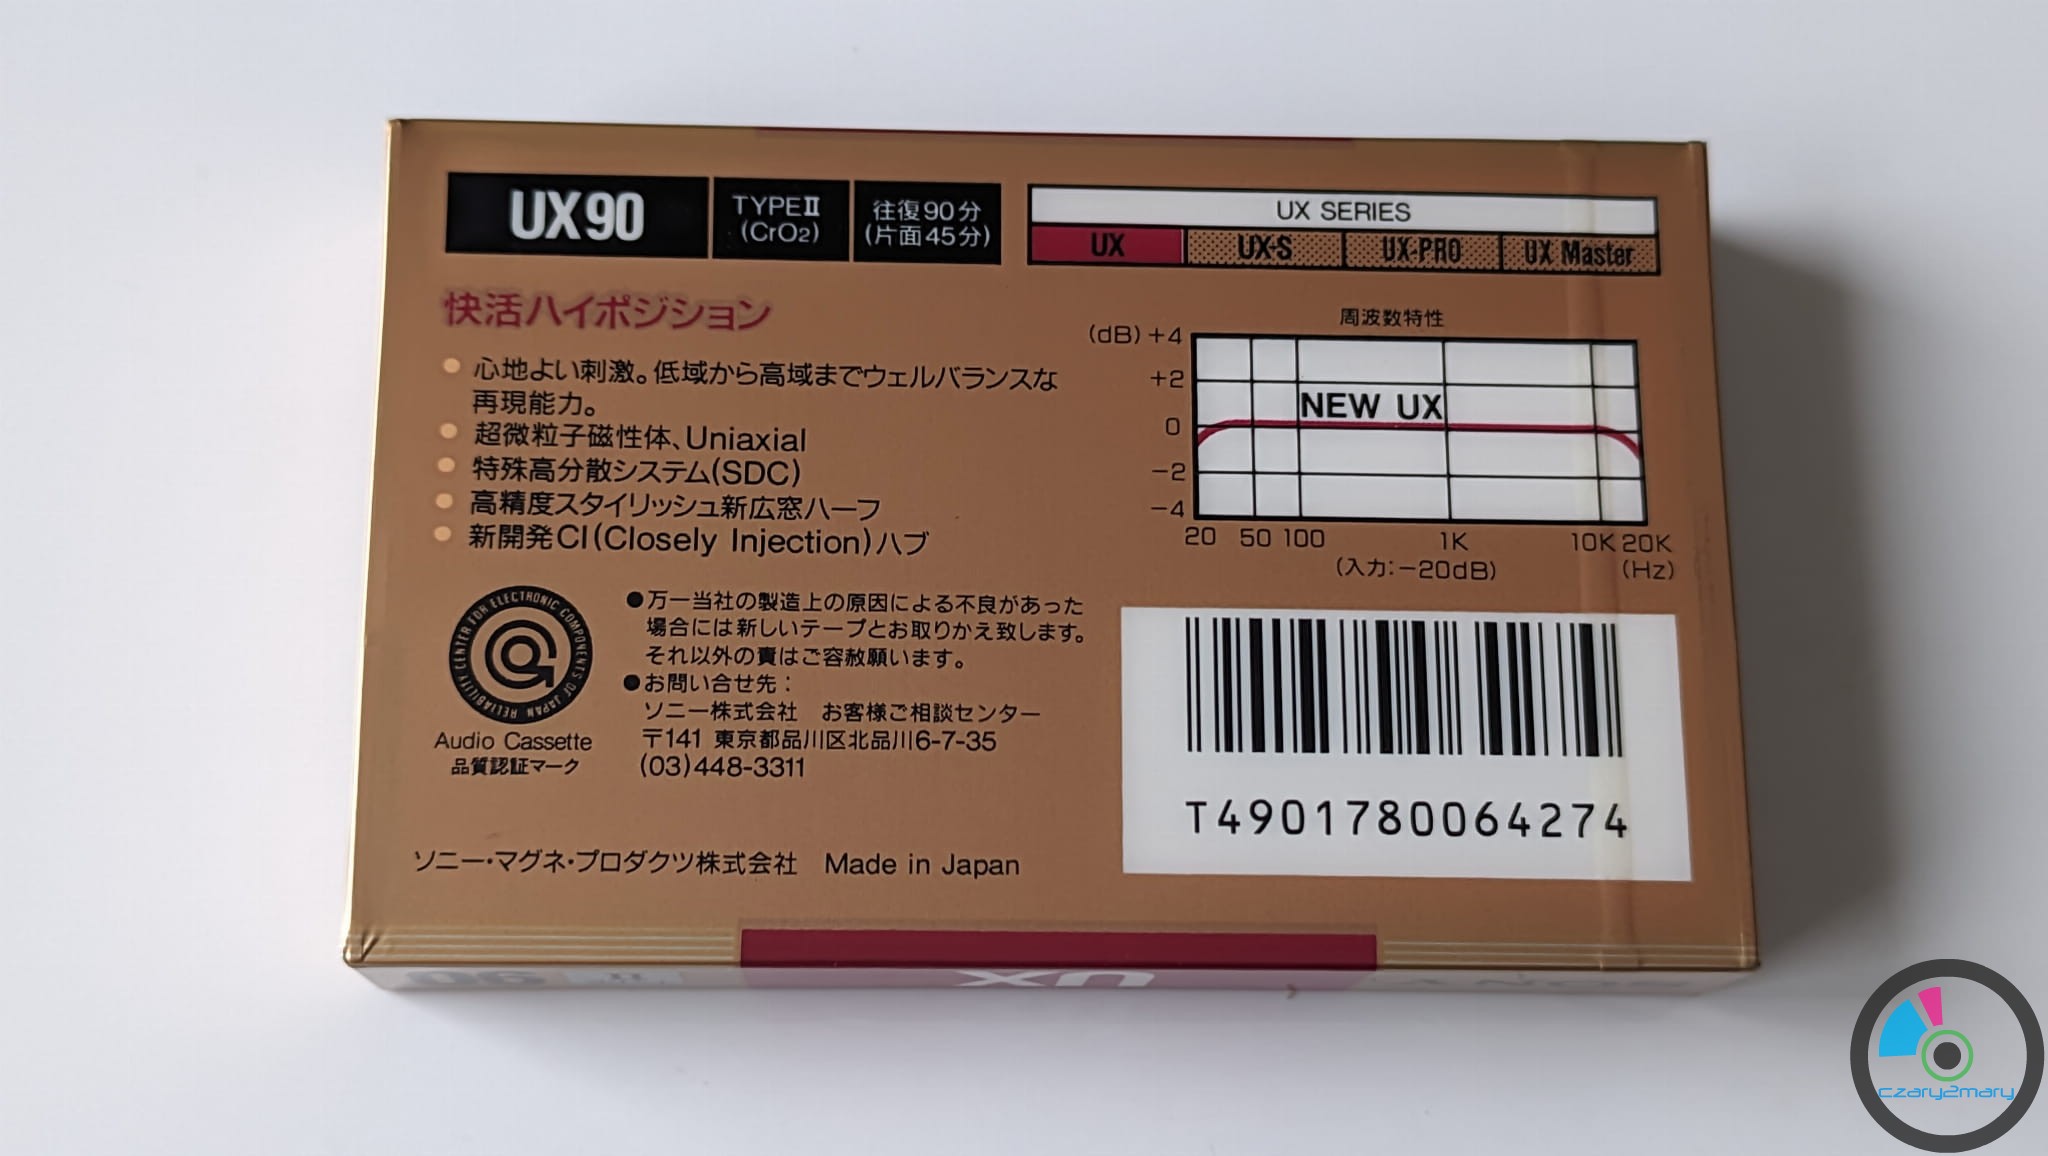 UX90
TYPEⅡ
(CrO2)
往復90分
(片面45分)
UX SERIES
UX
UX-S
UX-PRO
UX Master
快活ハイポジション
心地よい刺激。低域から高域までウェルバランスな
再現能力。
超微粒子磁性体、Uniaxial
特殊高分散システム(SDC)
高精度スタイリッシュ新広窓ハーフ
新開発CI(Closely Injection)ハブ
周波数特性
(dB) +4
+2
0
-2
-4
NEW UX
20 50 100 1K 10K 20K
(入力:-20dB) (Hz)
RELIABILITY CENTER FOR ELECTRONIC COMPONENTS OF JAPAN
Audio Cassette
品質認証マーク
●万一当社の製造上の原因による不良があった
場合には新しいテープとお取りかえ致します。
それ以外の責はご容赦願います。
●お問い合せ先:
ソニー株式会社 お客様ご相談センター
〒141 東京都品川区北品川6-7-35
(03)448-3311
T4901780064274
ソニー・マグネ・プロダクツ株式会社 Made in Japan
UX
SONY
90
Ⅱ
czary2mary